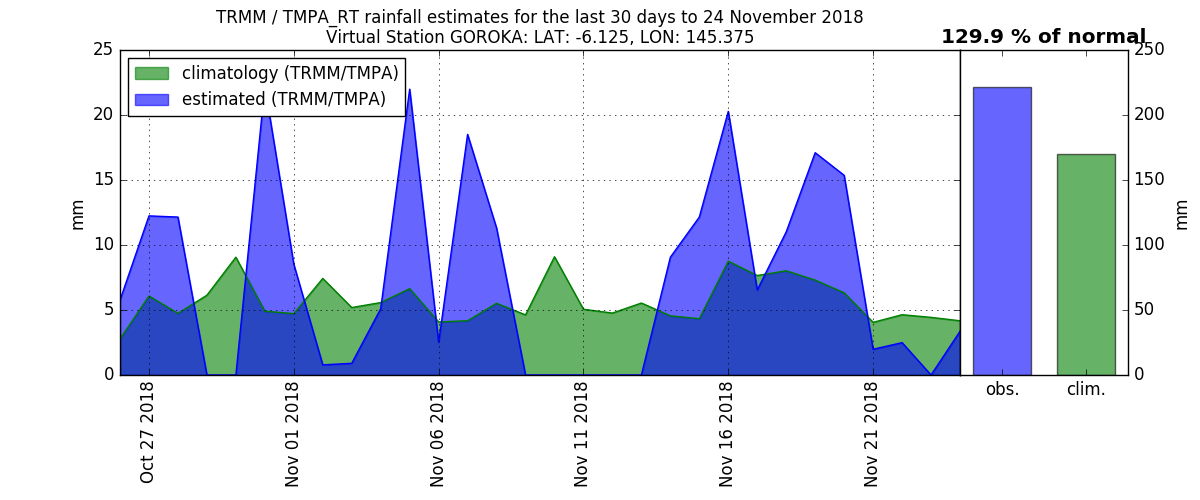 TRMM / TMPA_RT rainfall estimates for the last 30 days to 24 November 2018
Virtual Station GOROKA: LAT: -6.125, LON: 145.375
129.9 % of normal
climatology (TRMM/TMPA)
estimated (TRMM/TMPA)
25
20
15
10
5
0
mm
250
200
150
100
50
0
mm
obs.
clim.
Oct 27 2018
Nov 01 2018
Nov 06 2018
Nov 11 2018
Nov 16 2018
Nov 21 2018